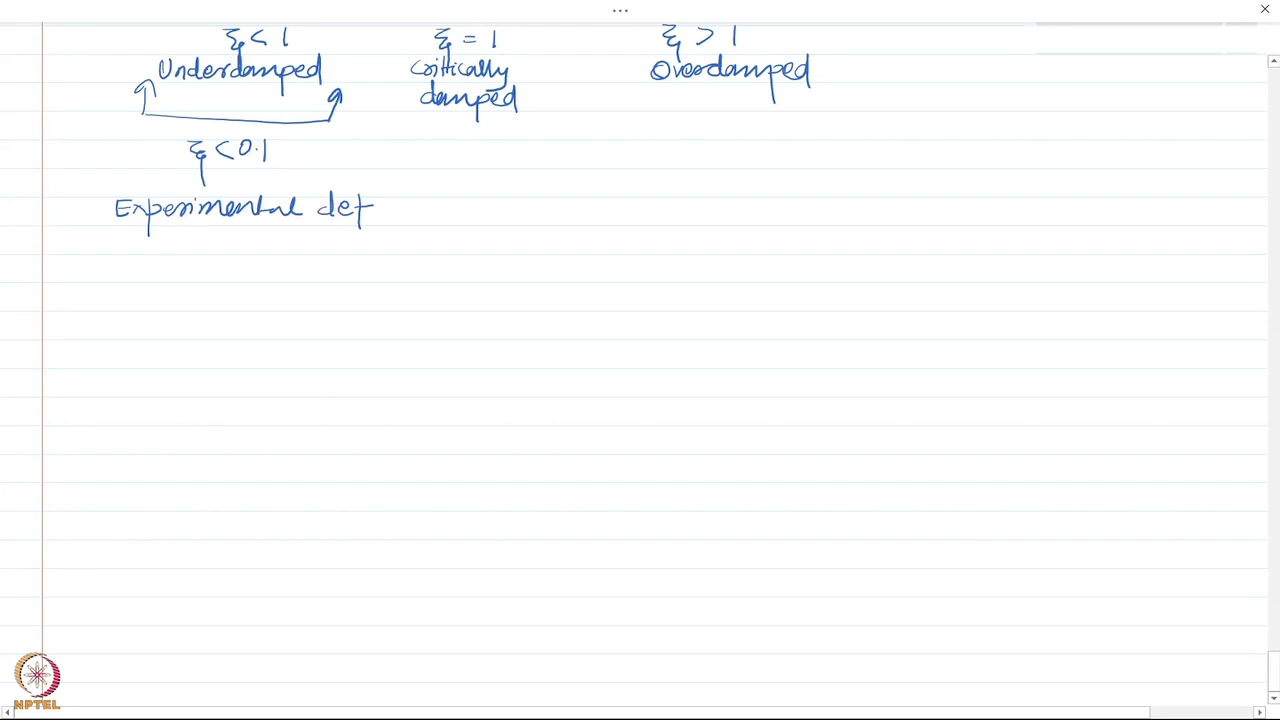 ξ < 1 ξ = 1 ξ > 1
Underdamped Critically Overdamped
damped
ξ < 0.1
Experimental det
NPTEL